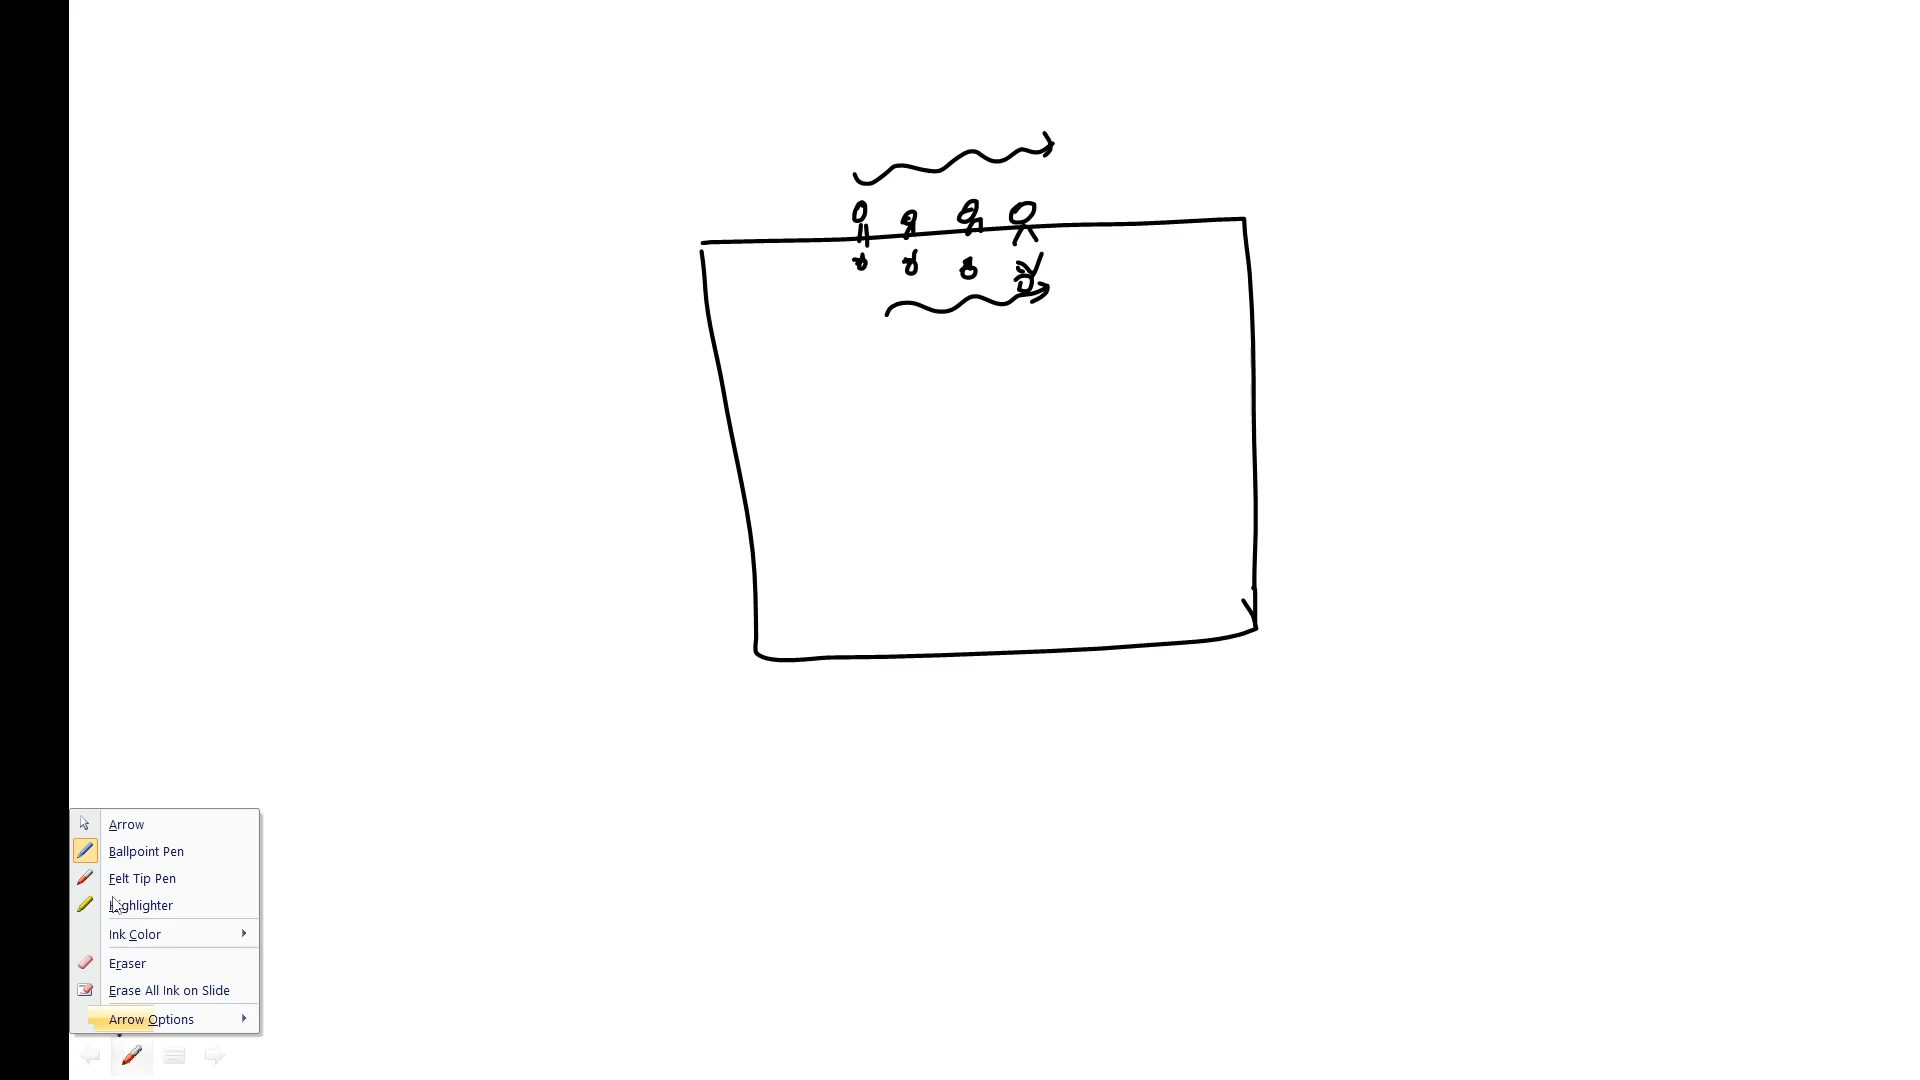 Arrow
Ballpoint Pen
Felt Tip Pen
Highlighter
Ink Color
Eraser
Erase All Ink on Slide
Arrow Options